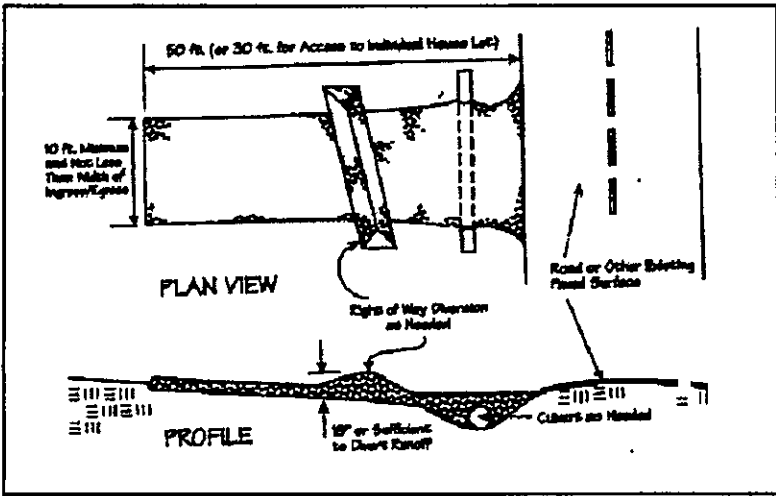 50 ft. (or 30 ft. for Access to Individual House Lot)
10 ft. Minimum
and Not Less
Than Width of
Ingress/Egress
PLAN VIEW
Right of Way Diversion
as Needed
Road or Other Existing
Paved Surface
PROFILE
18" or Sufficient
to Divert Runoff
Culvert as Needed